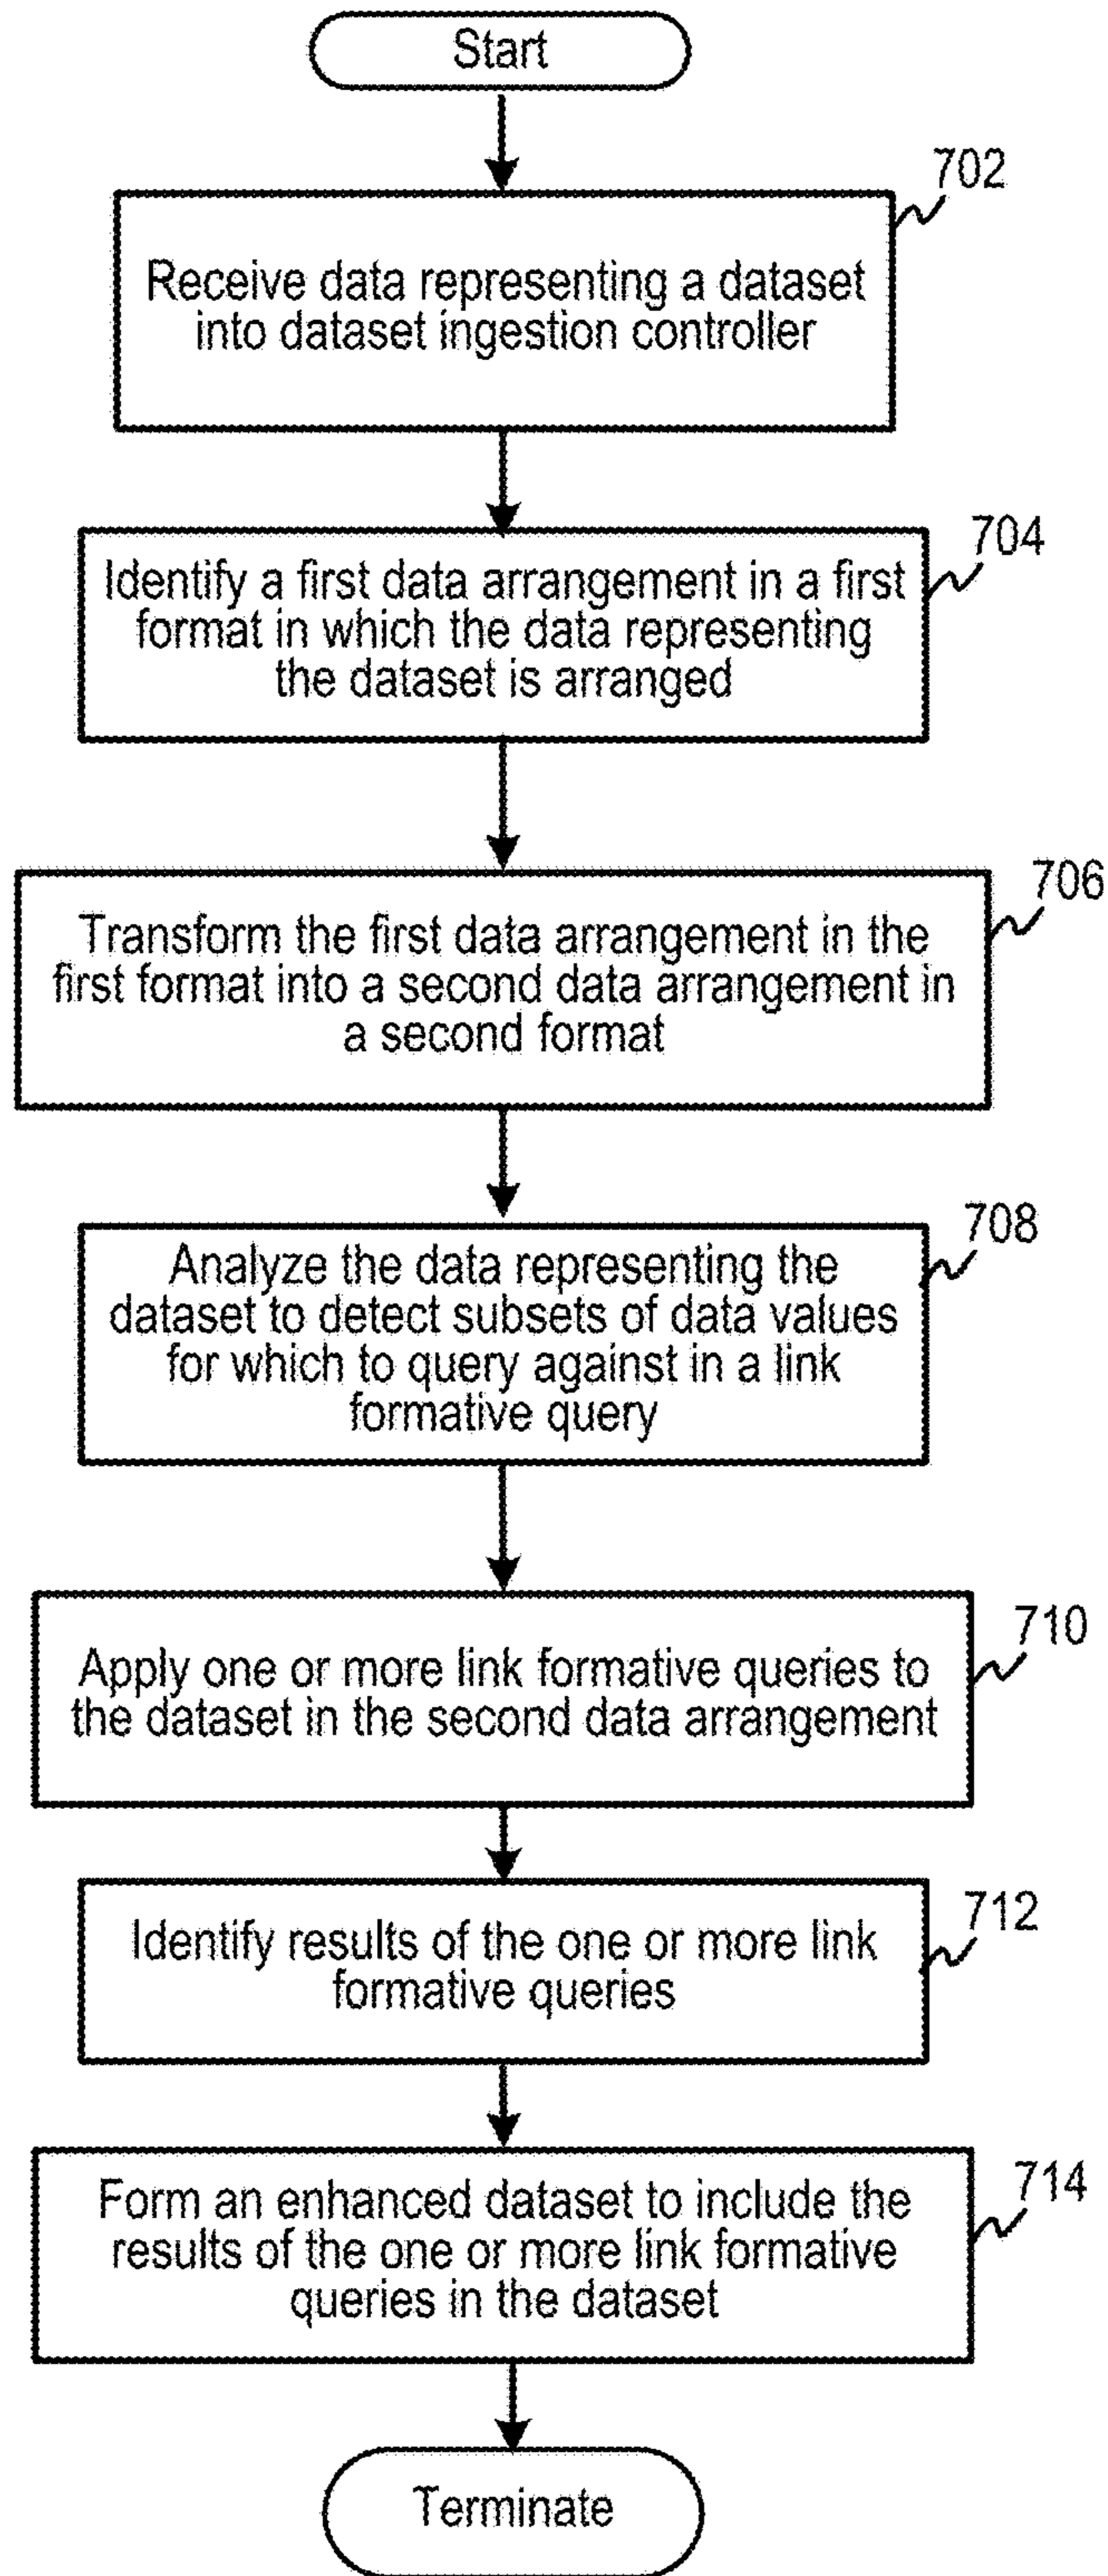 Start
702
Receive data representing a dataset
into dataset ingestion controller
704
Identify a first data arrangement in a first
format in which the data representing
the dataset is arranged
706
Transform the first data arrangement in the
first format into a second data arrangement in
a second format
708
Analyze the data representing the
dataset to detect subsets of data values
for which to query against in a link
formative query
710
Apply one or more link formative queries to
the dataset in the second data arrangement
712
Identify results of the one or more link
formative queries
714
Form an enhanced dataset to include the
results of the one or more link formative
queries in the dataset
Terminate